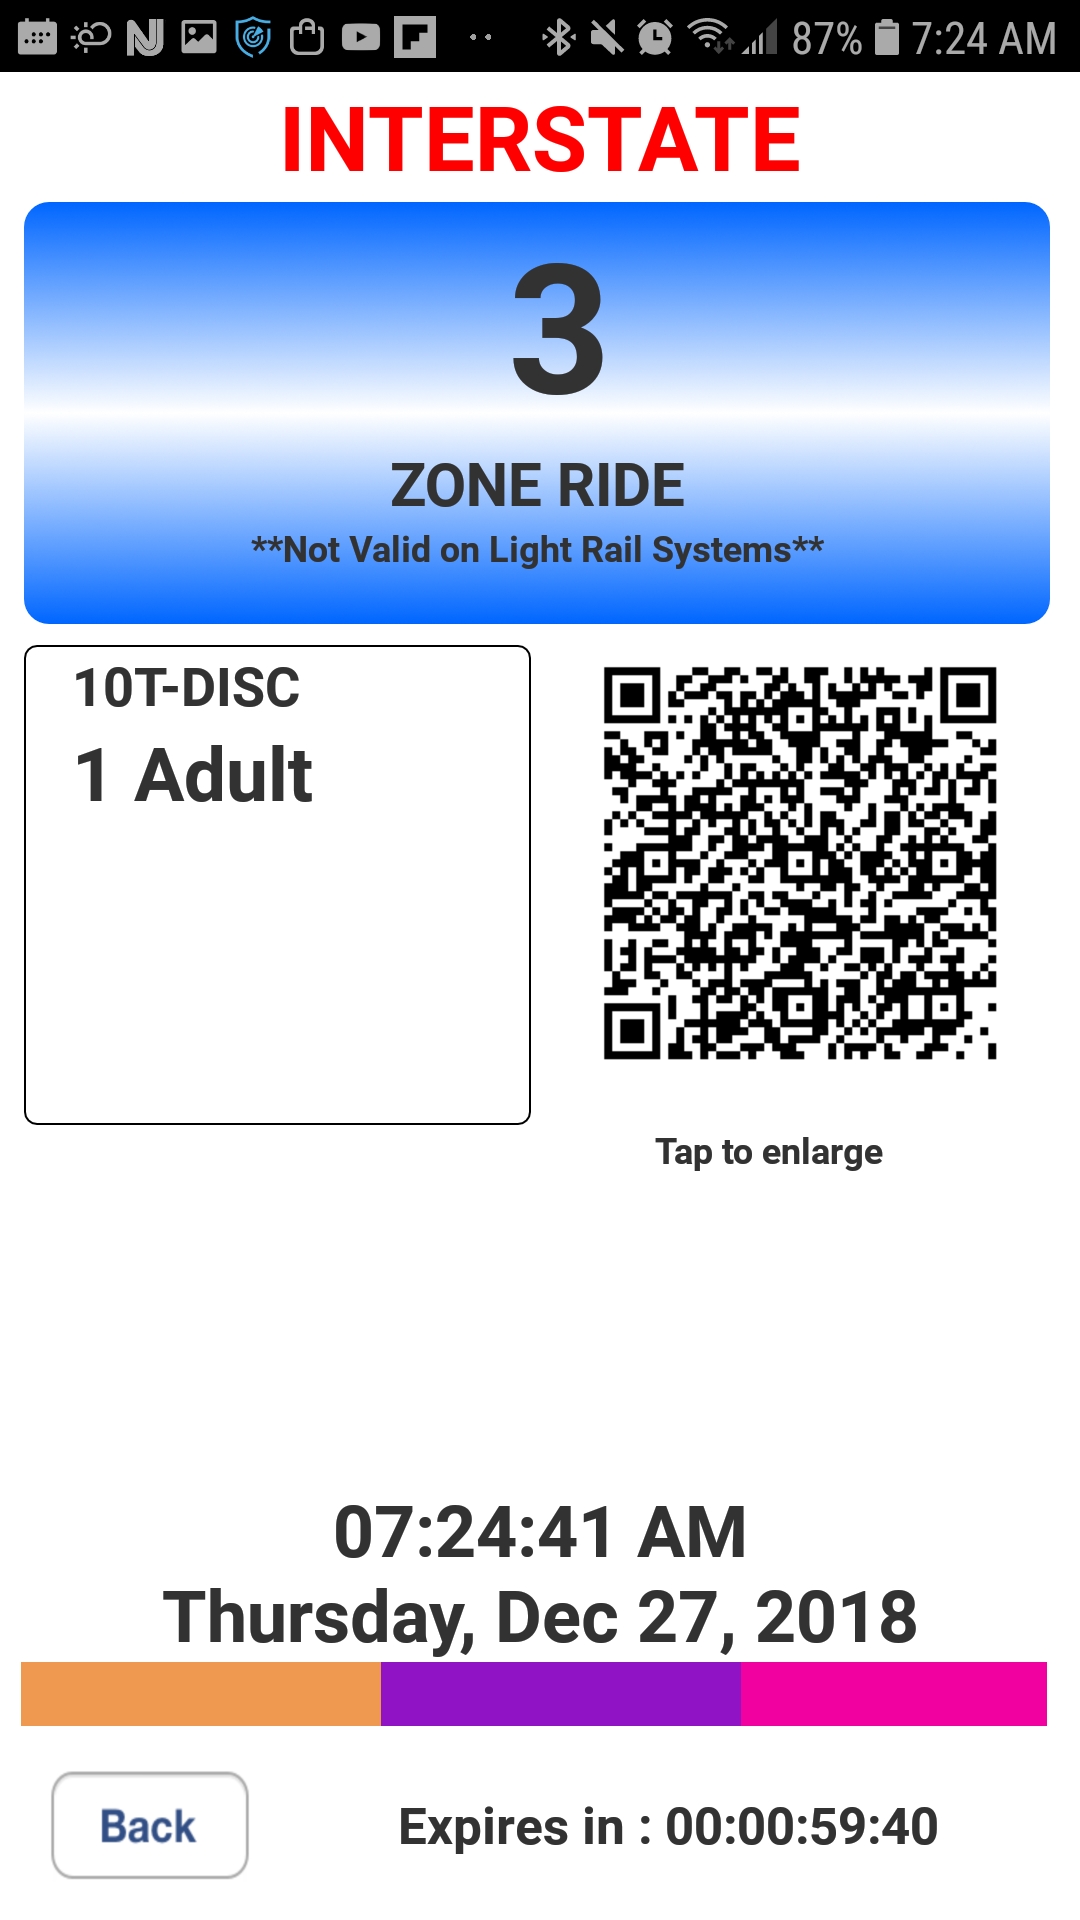 87% 7:24 AM
INTERSTATE
3
ZONE RIDE
**Not Valid on Light Rail Systems**
10T-DISC
1 Adult
Tap to enlarge
07:24:41 AM
Thursday, Dec 27, 2018
Back
Expires in : 00:00:59:40